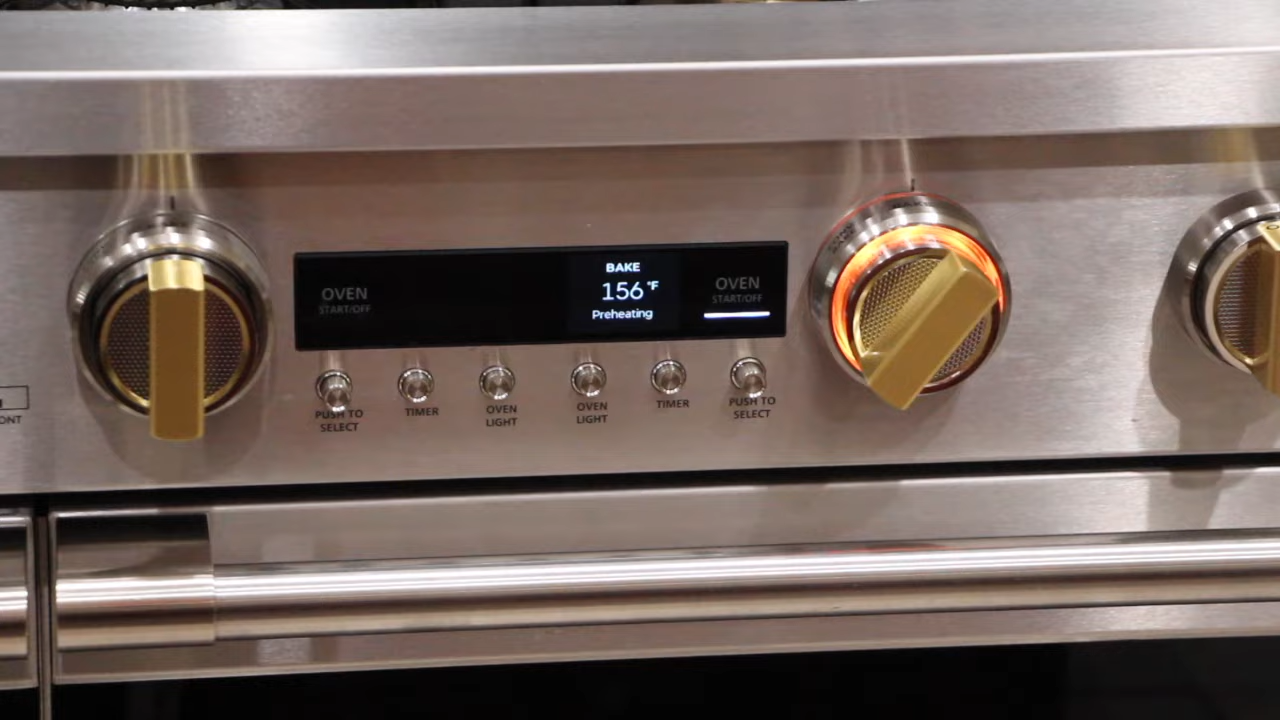 BAKE
156°F
Preheating
OVEN
START/OFF
OVEN
START/OFF
PUSH TO
SELECT
TIMER
OVEN
LIGHT
OVEN
LIGHT
TIMER
PUSH TO
SELECT